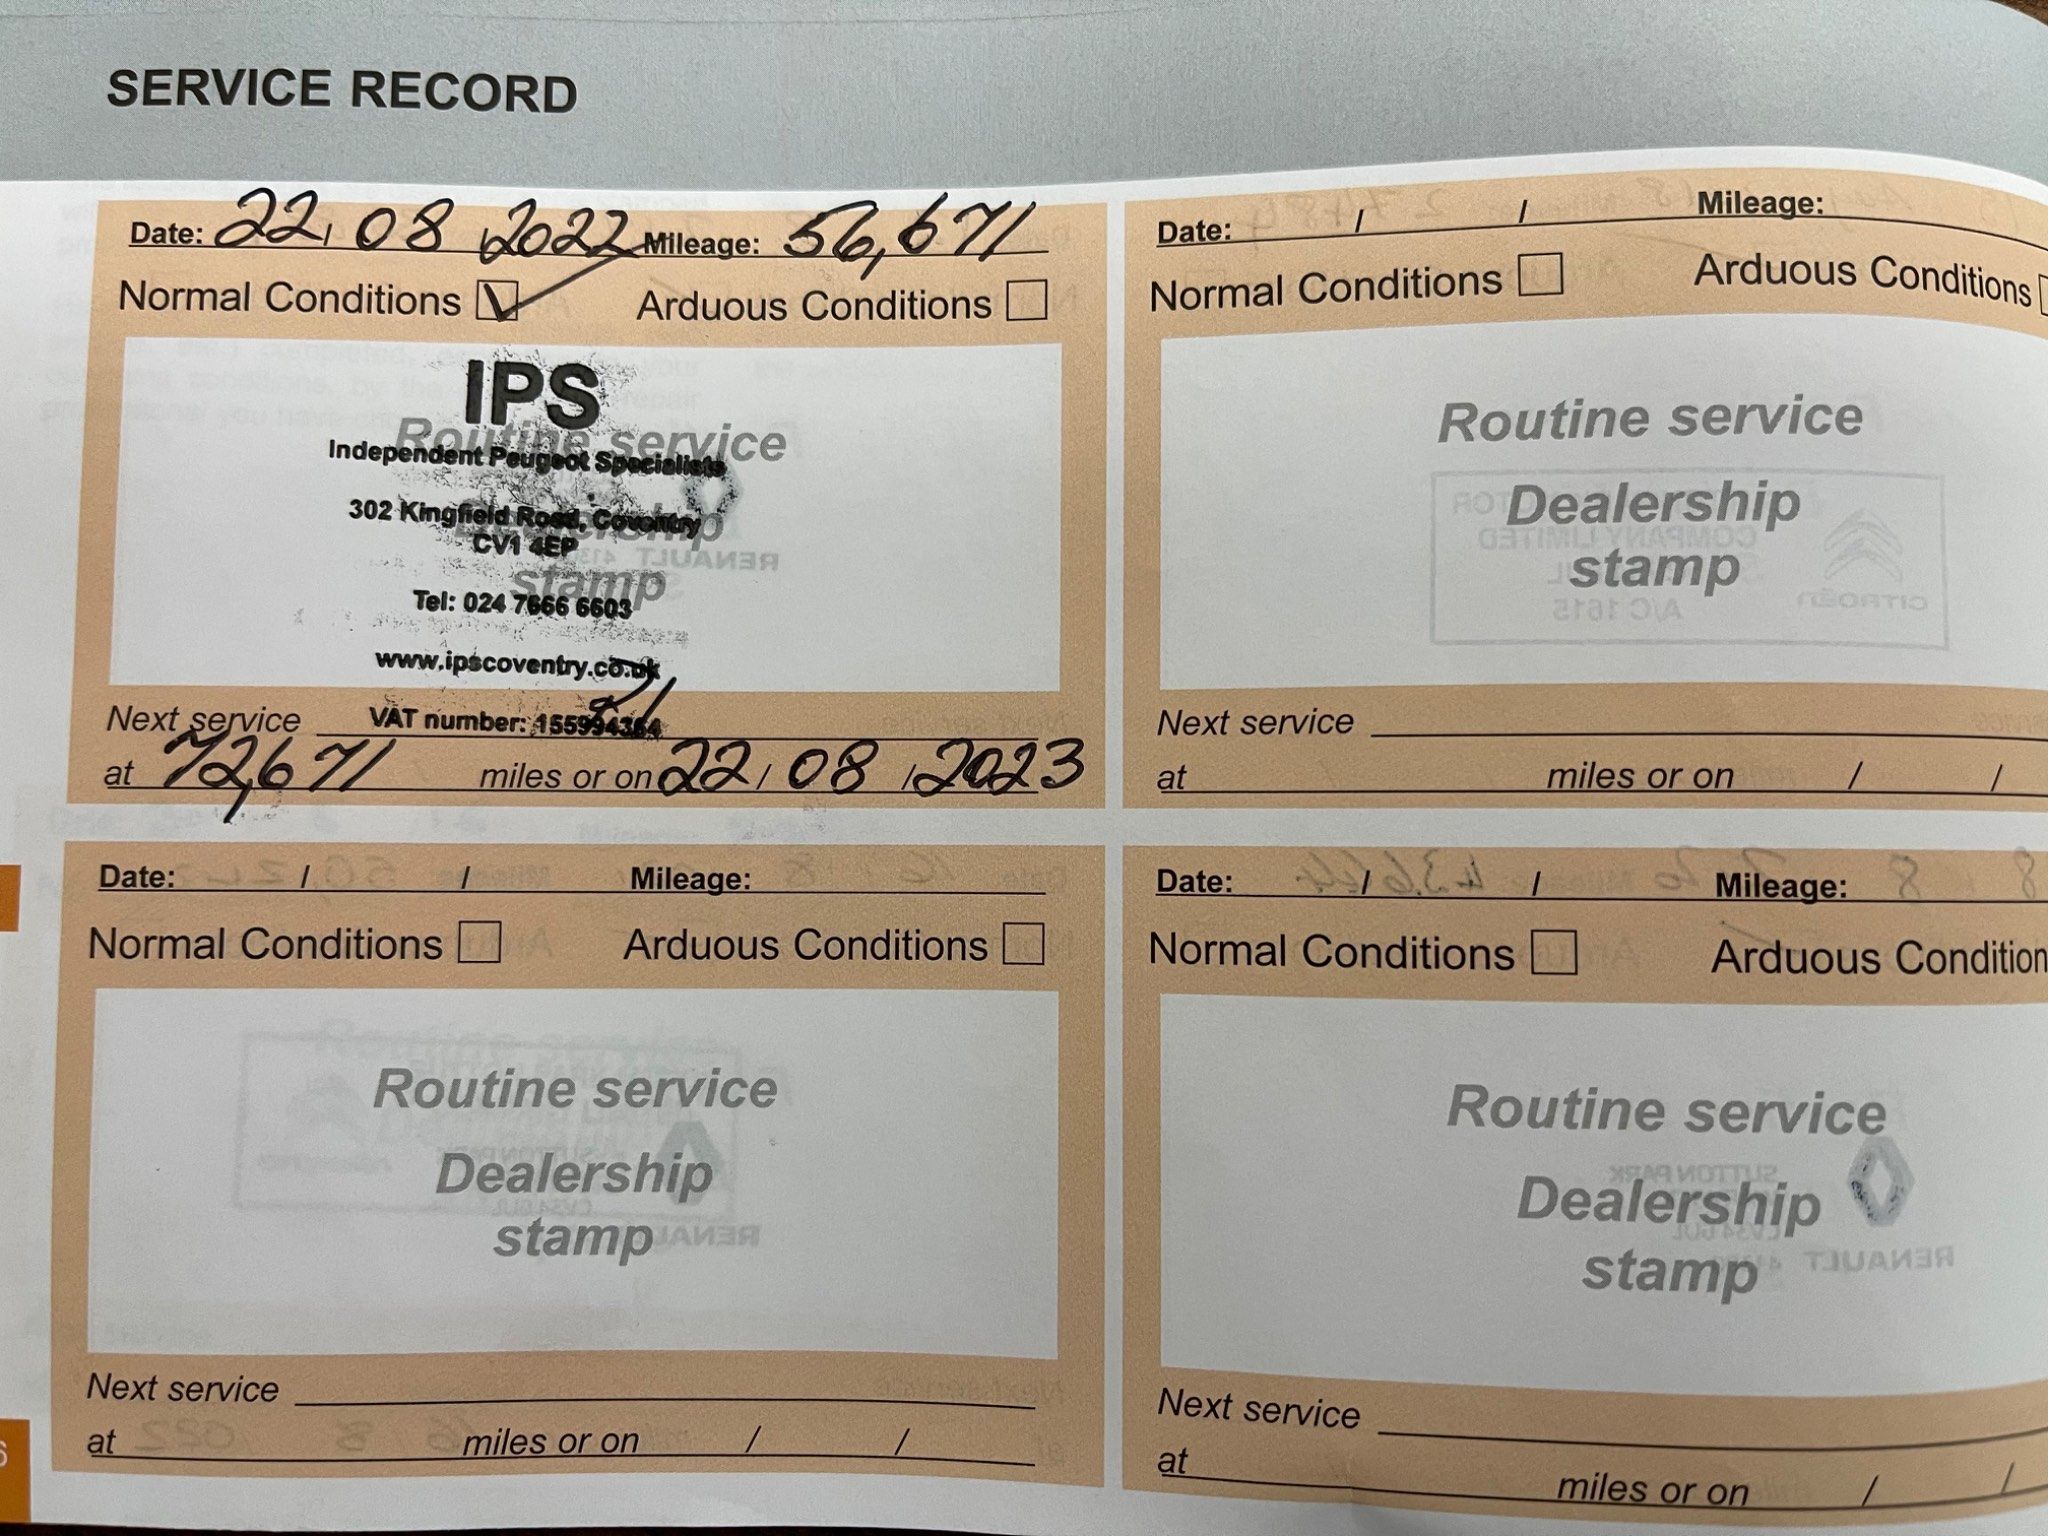 SERVICE RECORD
Date: 22/ 08 /2022 Mileage: 56,671
Normal Conditions Arduous Conditions
IPS
Routine service
Independent Peugeot Specialists
302 Kingfield Road, Coventry
Dealership
CV1 4EP
stamp
Tel: 024 7666 6603
www.ipscoventry.co.uk
Next service VAT number: 155994364
at 72,671 miles or on 22/ 08 /2023
Date: / / Mileage:
Normal Conditions Arduous Conditions
Routine service
Dealership
stamp
Next service
at miles or on / /
Date: / / Mileage:
Normal Conditions Arduous Conditions
Routine service
Dealership
stamp
Next service
at miles or on / /
Date: / / Mileage:
Normal Conditions Arduous Condition
Routine service
Dealership
stamp
Next service
at miles or on / /